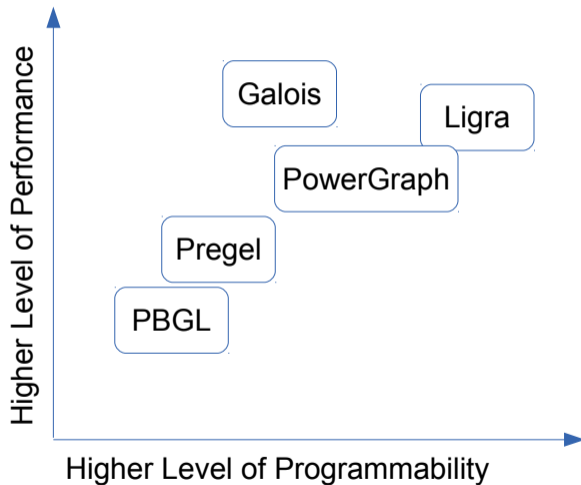 Higher Level of Performance
Galois
Ligra
PowerGraph
Pregel
PBGL
Higher Level of Programmability